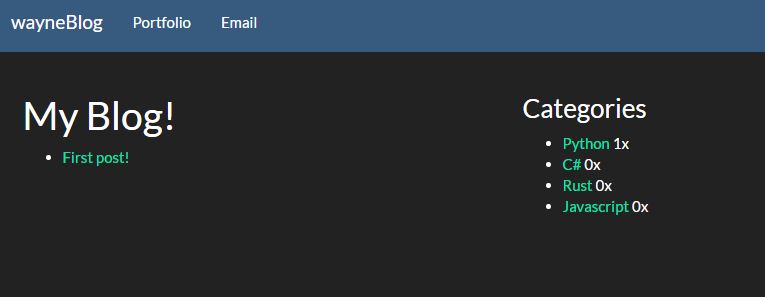 wayneBlog Portfolio Email
My Blog!
First post!
Categories
Python 1x
C# 0x
Rust 0x
Javascript 0x